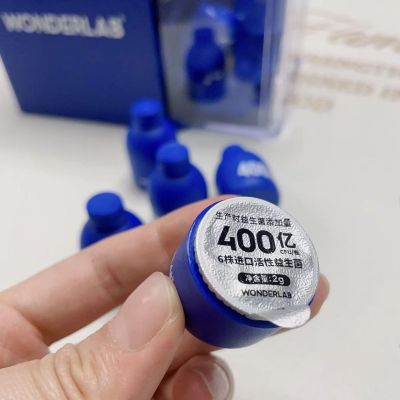 WONDERLAB®
400
生产时益生菌添加量
400亿
CFU/瓶
6株进口活性益生菌
净含量:2g
WONDERLAB